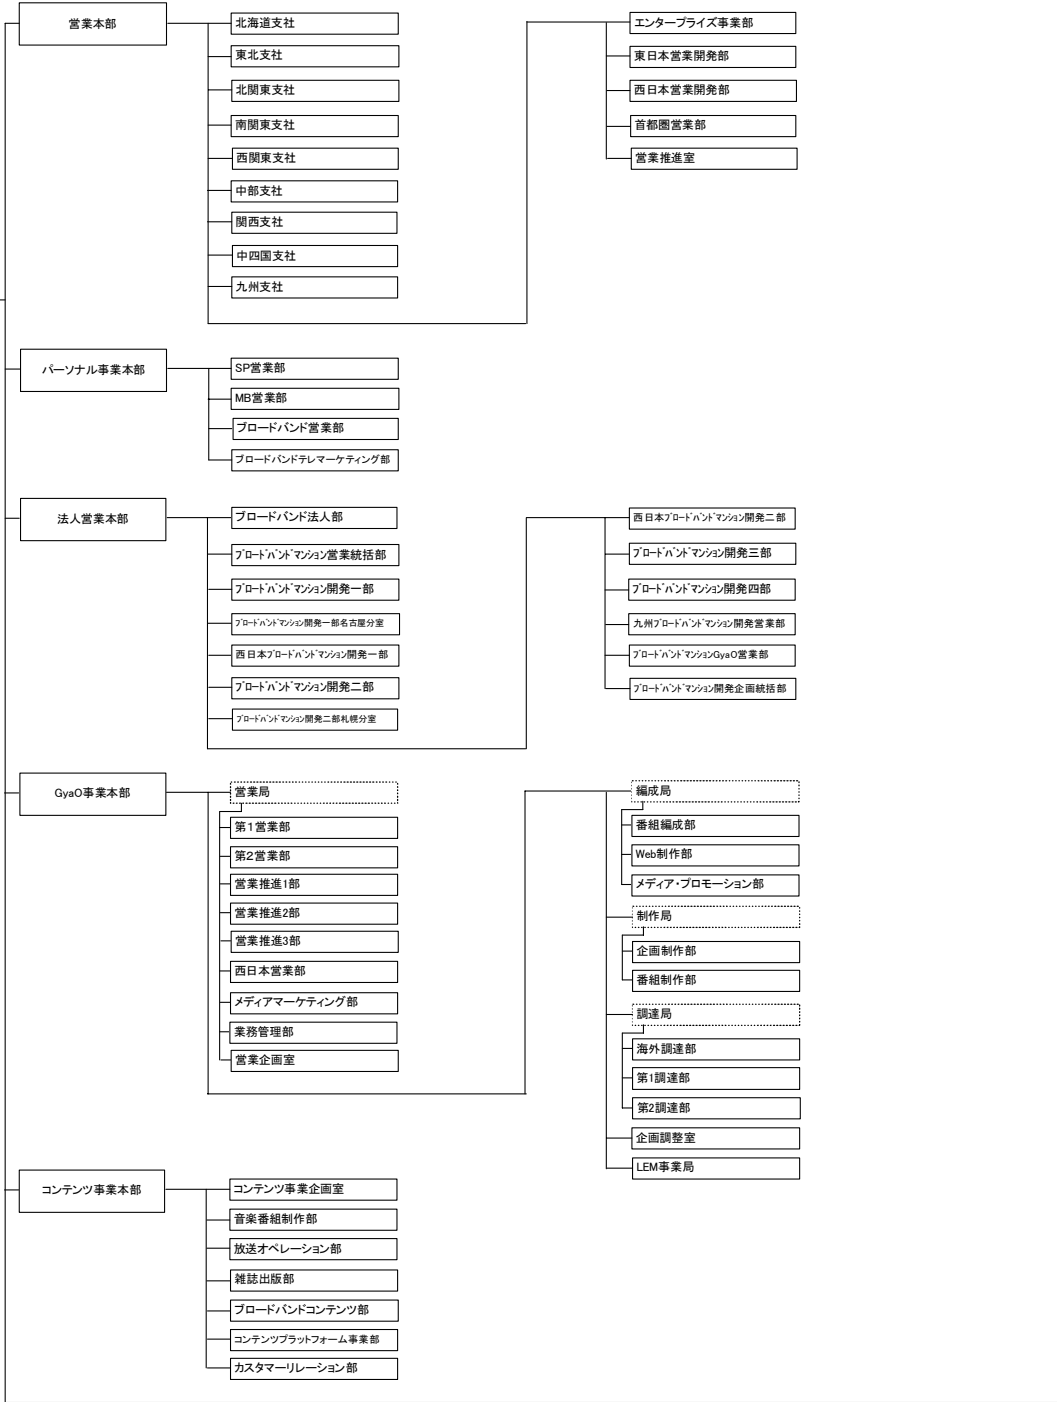 営業本部
北海道支社
東北支社
北関東支社
南関東支社
西関東支社
中部支社
関西支社
中四国支社
九州支社
エンタープライズ事業部
東日本営業開発部
西日本営業開発部
首都圏営業部
営業推進室
パーソナル事業本部
SP営業部
MB営業部
ブロードバンド営業部
ブロードバンドテレマーケティング部
法人営業本部
ブロードバンド法人部
ブロードバンドマンション営業統括部
ブロードバンドマンション開発一部
ブロードバンドマンション開発一部名古屋分室
西日本ブロードバンドマンション開発一部
ブロードバンドマンション開発二部
ブロードバンドマンション開発二部札幌分室
西日本ブロードバンドマンション開発二部
ブロードバンドマンション開発三部
ブロードバンドマンション開発四部
九州ブロードバンドマンション開発営業部
ブロードバンドマンションGyaO営業部
ブロードバンドマンション開発企画統括部
GyaO事業本部
営業局
第1営業部
第2営業部
営業推進1部
営業推進2部
営業推進3部
西日本営業部
メディアマーケティング部
業務管理部
営業企画室
編成局
番組編成部
Web制作部
メディア・プロモーション部
制作局
企画制作部
番組制作部
調達局
海外調達部
第1調達部
第2調達部
企画調整室
LEM事業局
コンテンツ事業本部
コンテンツ事業企画室
音楽番組制作部
放送オペレーション部
雑誌出版部
ブロードバンドコンテンツ部
コンテンツプラットフォーム事業部
カスタマーリレーション部